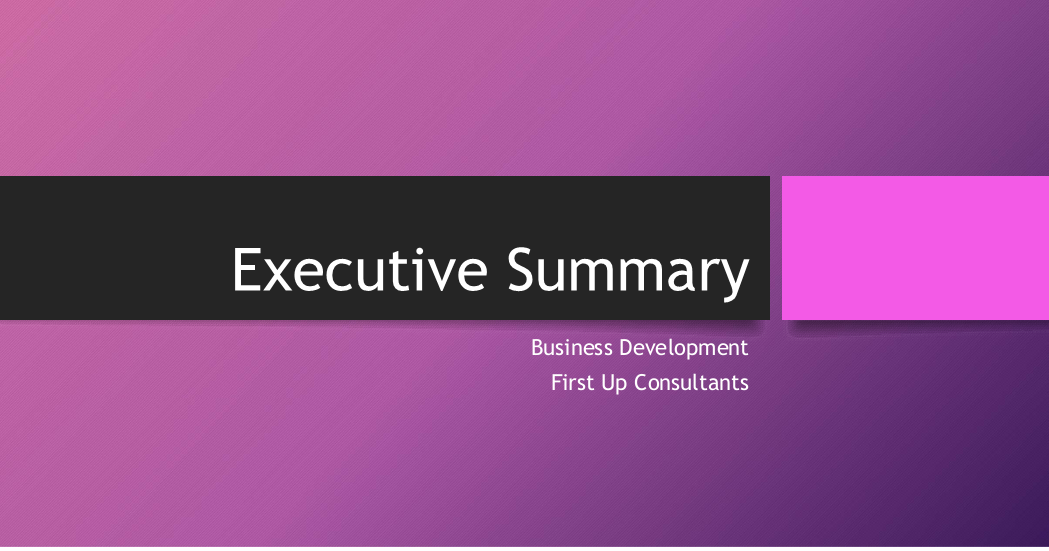 Executive Summary
Business Development
First Up Consultants